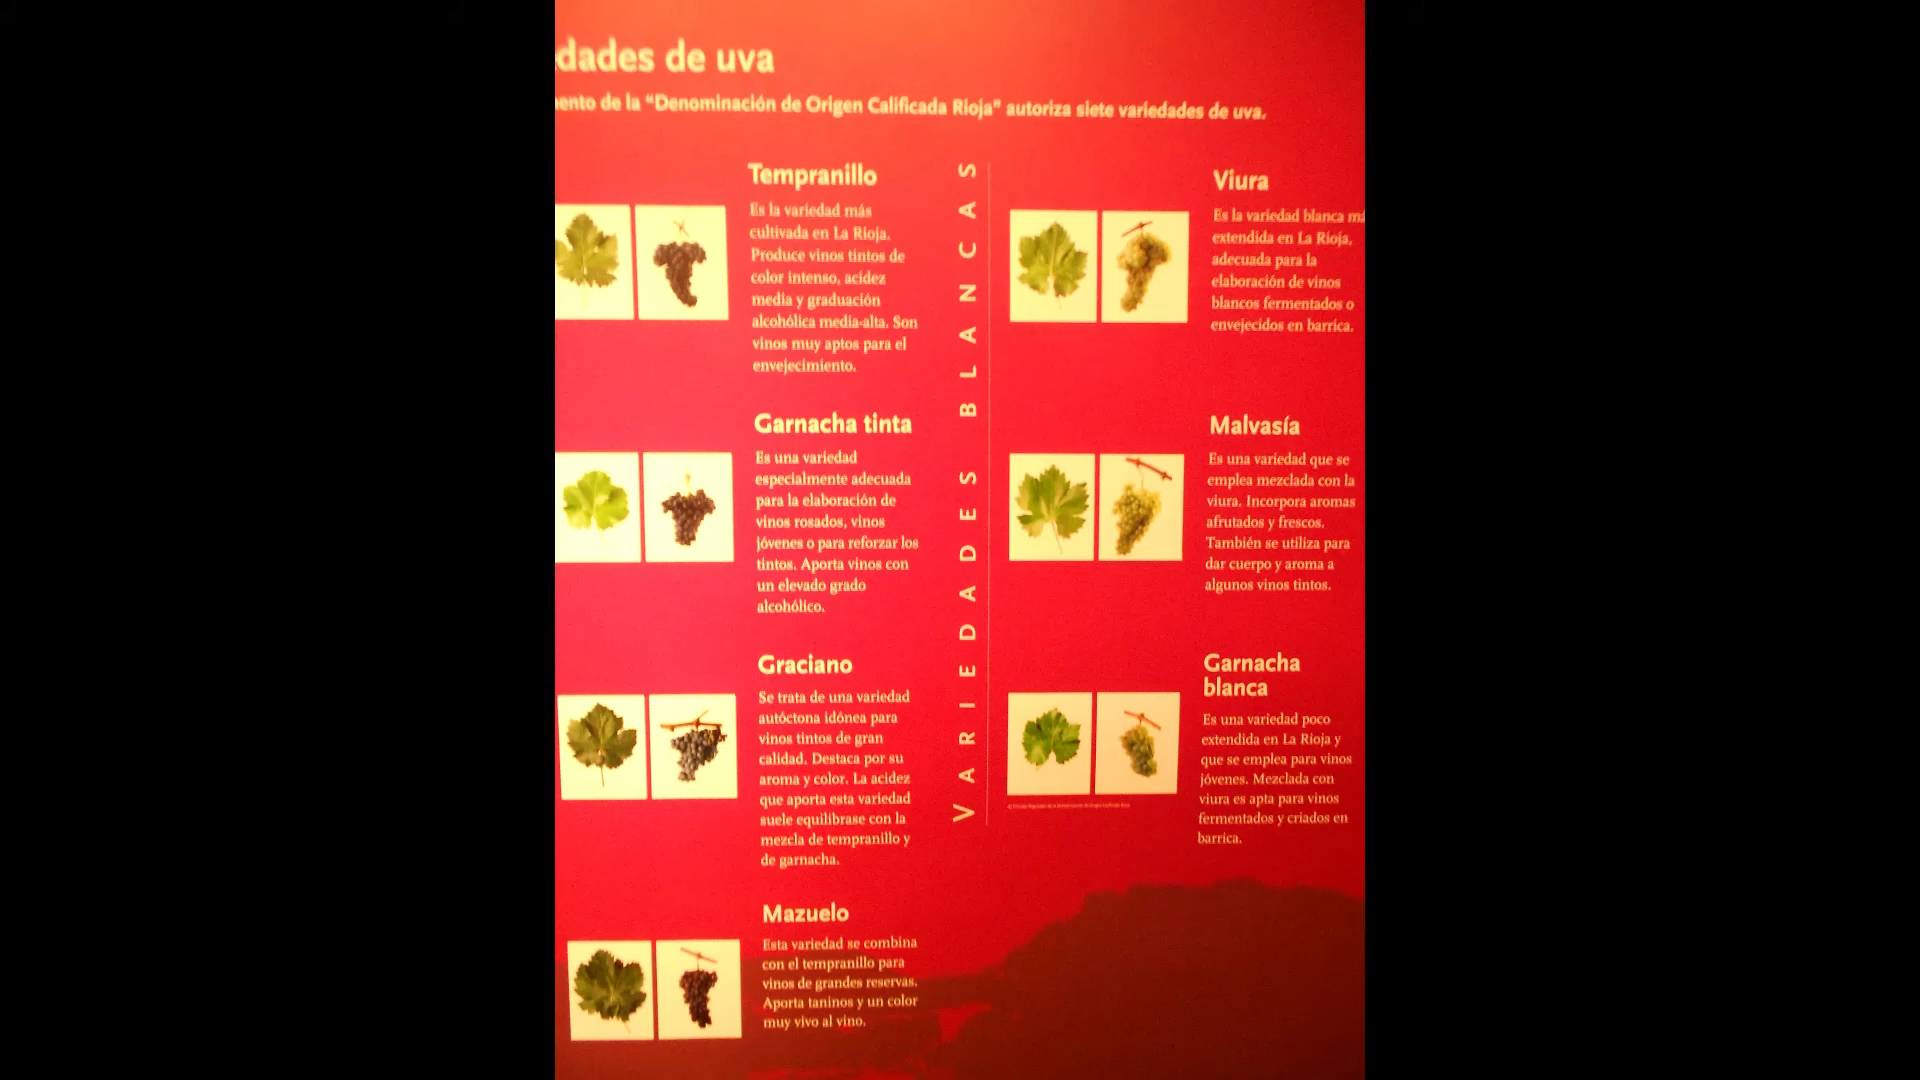 dades de uva
ento de la “Denominación de Origen Calificada Rioja” autoriza siete variedades de uva.
Tempranillo
Es la variedad más
cultivada en La Rioja.
Produce vinos tintos de
color intenso, acidez
media y graduación
alcohólica media-alta. Son
vinos muy aptos para el
envejecimiento.
Garnacha tinta
Es una variedad
especialmente adecuada
para la elaboración de
vinos rosados, vinos
jóvenes o para reforzar los
tintos. Aporta vinos con
un elevado grado
alcohólico.
Graciano
Se trata de una variedad
autóctona idónea para
vinos tintos de gran
calidad. Destaca por su
aroma y color. La acidez
que aporta esta variedad
suele equilibrase con la
mezcla de tempranillo y
de garnacha.
Mazuelo
Esta variedad se combina
con el tempranillo para
vinos de grandes reservas.
Aporta taninos y un color
muy vivo al vino.
VARIEDADES BLANCAS
Viura
Es la variedad blanca má
extendida en La Rioja,
adecuada para la
elaboración de vinos
blancos fermentados o
envejecidos en barrica.
Malvasía
Es una variedad que se
emplea mezclada con la
viura. Incorpora aromas
afrutados y frescos.
También se utiliza para
dar cuerpo y aroma a
algunos vinos tintos.
Garnacha
blanca
Es una variedad poco
extendida en La Rioja y
que se emplea para vinos
jóvenes. Mezclada con
viura es apta para vinos
fermentados y criados en
barrica.